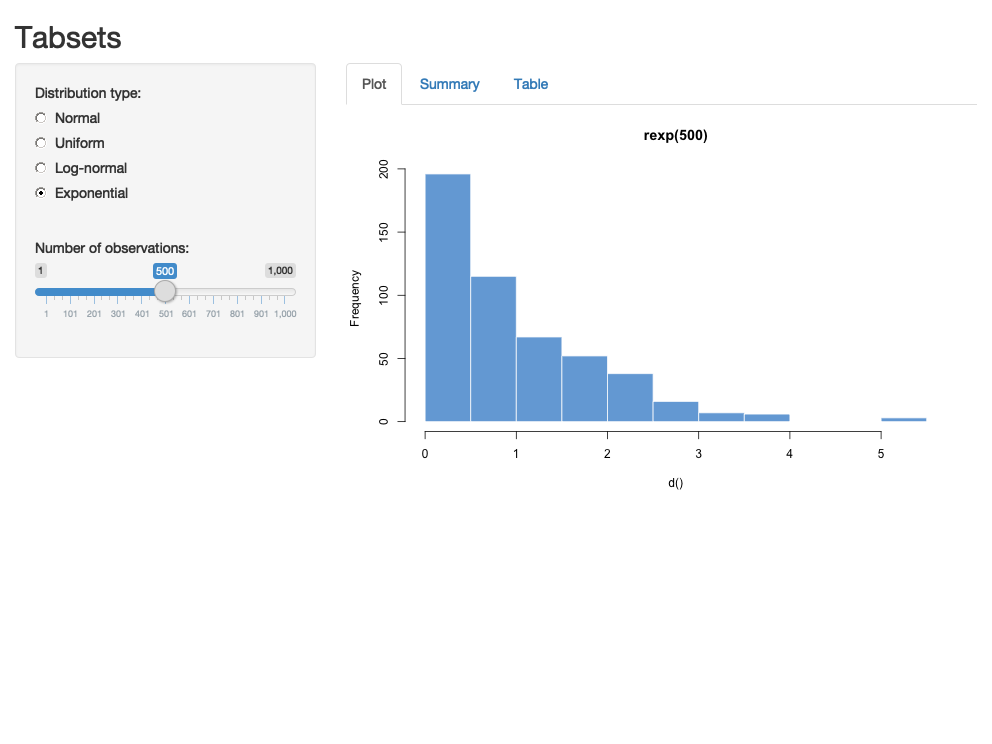 Tabsets
Distribution type:
Normal
Uniform
Log-normal
Exponential
Number of observations:
1 500 1,000
1 101 201 301 401 501 601 701 801 901 1,000
Plot Summary Table
rexp(500)
Frequency
200
150
100
50
0
0 1 2 3 4 5
d()